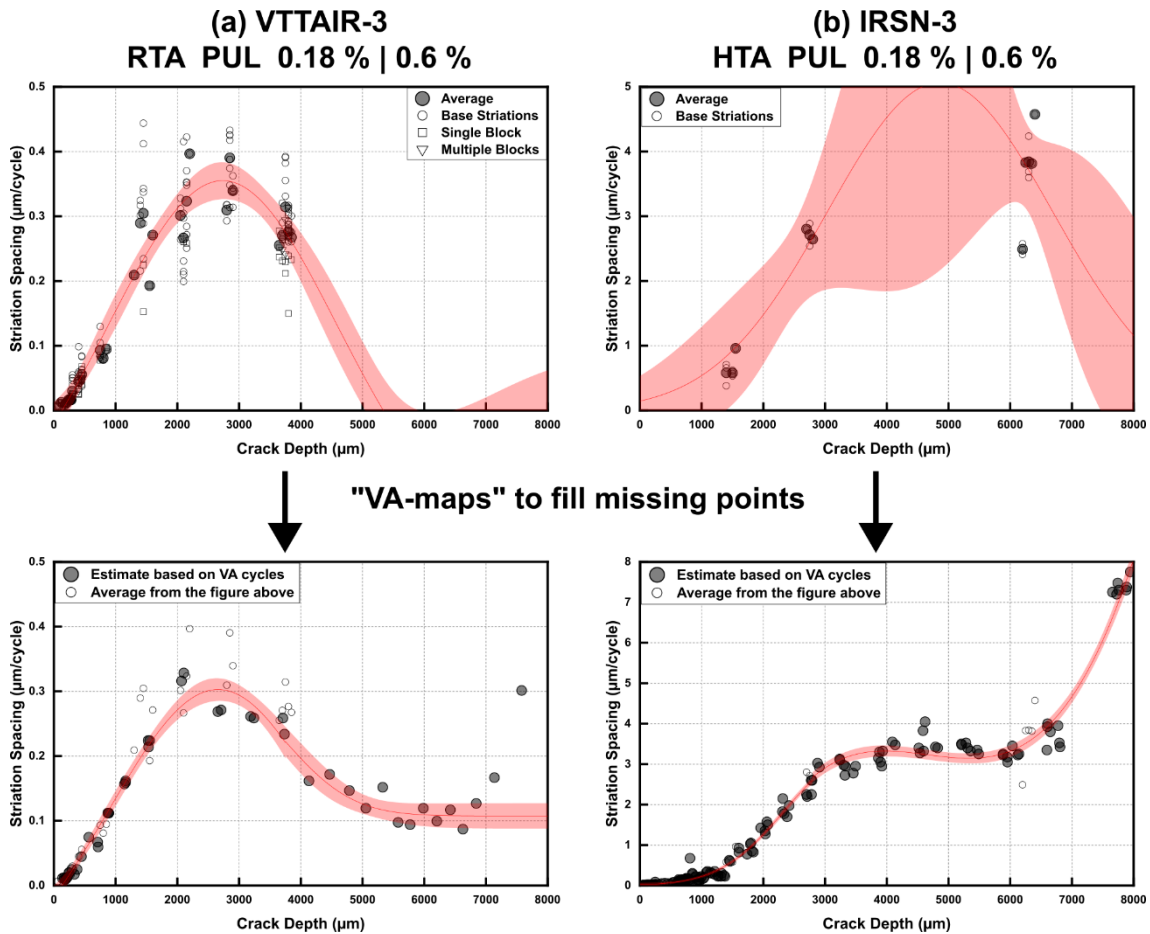 (a) VTTAIR-3
RTA PUL 0.18 % | 0.6 %
(b) IRSN-3
HTA PUL 0.18 % | 0.6 %
0.5
0.4
0.3
0.2
0.1
0.0
Striation Spacing (µm/cycle)
Average
Base Striations
Single Block
Multiple Blocks
0 1000 2000 3000 4000 5000 6000 7000 8000
Crack Depth (µm)
5
4
3
2
1
0
Striation Spacing (µm/cycle)
Average
Base Striations
0 1000 2000 3000 4000 5000 6000 7000 8000
Crack Depth (µm)
"VA-maps" to fill missing points
0.5
0.4
0.3
0.2
0.1
0.0
Striation Spacing (µm/cycle)
Estimate based on VA cycles
Average from the figure above
0 1000 2000 3000 4000 5000 6000 7000 8000
Crack Depth (µm)
8
7
6
5
4
3
2
1
0
Striation Spacing (µm/cycle)
Estimate based on VA cycles
Average from the figure above
0 1000 2000 3000 4000 5000 6000 7000 8000
Crack Depth (µm)